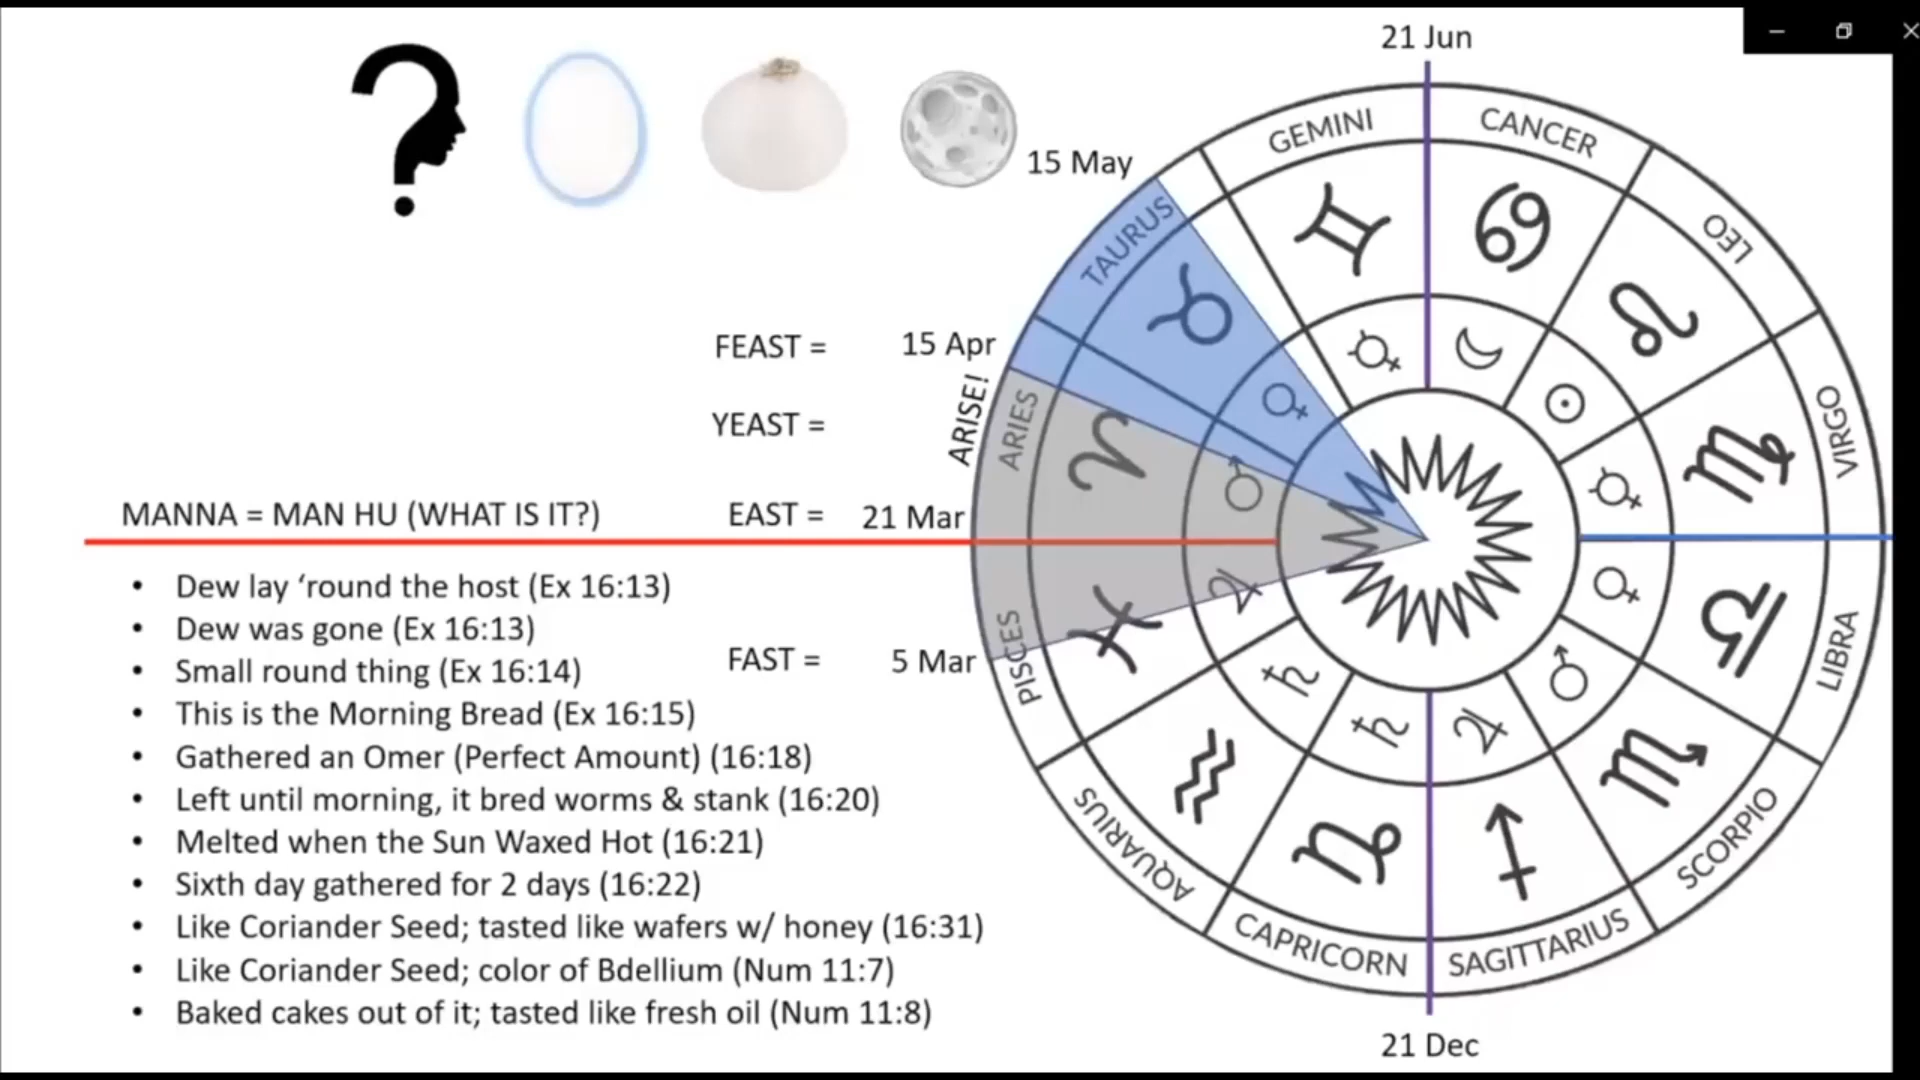 21 Jun
15 May
GEMINI
CANCER
TAURUS
LEO
FEAST =
15 Apr
ARISE!
ARIES
VIRGO
YEAST =
MANNA = MAN HU (WHAT IS IT?)
EAST =
21 Mar
• Dew lay ‘round the host (Ex 16:13)
• Dew was gone (Ex 16:13)
• Small round thing (Ex 16:14)
FAST =
5 Mar
PISCES
LIBRA
• This is the Morning Bread (Ex 16:15)
• Gathered an Omer (Perfect Amount) (16:18)
• Left until morning, it bred worms & stank (16:20)
• Melted when the Sun Waxed Hot (16:21)
• Sixth day gathered for 2 days (16:22)
• Like Coriander Seed; tasted like wafers w/ honey (16:31)
• Like Coriander Seed; color of Bdellium (Num 11:7)
• Baked cakes out of it; tasted like fresh oil (Num 11:8)
AQUARIUS
SCORPIO
CAPRICORN
SAGITTARIUS
21 Dec